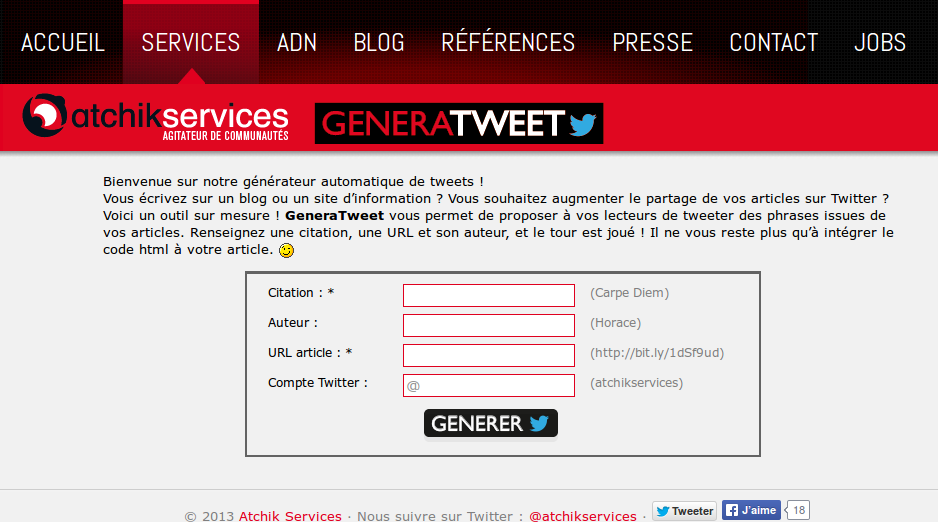 ACCUEIL SERVICES ADN BLOG RÉFÉRENCES PRESSE CONTACT JOBS
atchikservices GENERATWEET
AGITATEUR DE COMMUNAUTÉS
Bienvenue sur notre générateur automatique de tweets !
Vous écrivez sur un blog ou un site d’information ? Vous souhaitez augmenter le partage de vos articles sur Twitter ?
Voici un outil sur mesure ! GeneraTweet vous permet de proposer à vos lecteurs de tweeter des phrases issues de
vos articles. Renseignez une citation, une URL et son auteur, et le tour est joué ! Il ne vous reste plus qu’à intégrer le
code html à votre article.
Citation : * (Carpe Diem)
Auteur : (Horace)
URL article : * (http://bit.ly/1dSf9ud)
Compte Twitter : @ (atchikservices)
GENERER
© 2013 Atchik Services · Nous suivre sur Twitter : @atchikservices · Tweeter J'aime 18